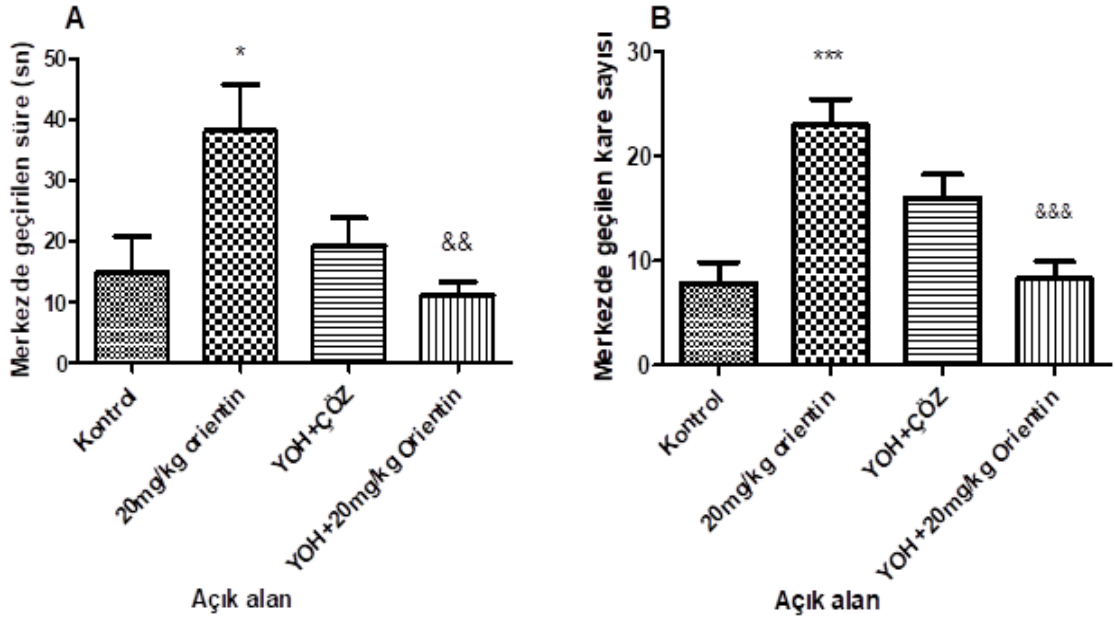 A
Merkezde geçirilen süre (sn)
50
40
30
20
10
0
*
&&
Kontrol
20mg/kg orientin
YOH+ÇÖZ
YOH+20mg/kg Orientin
Açık alan
B
Merkezde geçilen kare sayısı
30
20
10
0
***
&&&
Kontrol
20mg/kg orientin
YOH+ÇÖZ
YOH+20mg/kg Orientin
Açık alan